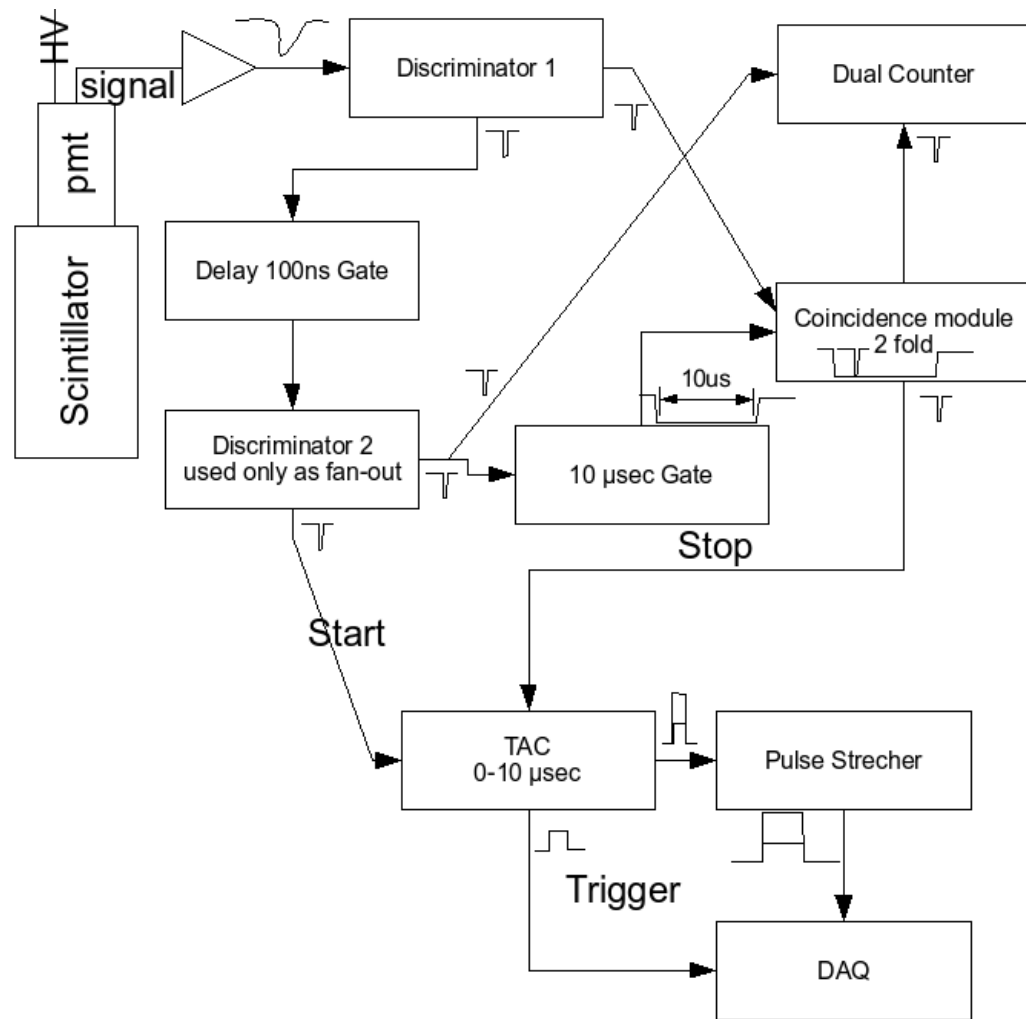 HV
signal
pmt
Scintillator
Discriminator 1
Dual Counter
Delay 100ns Gate
Coincidence module
2 fold
10us
Discriminator 2
used only as fan-out
10 µsec Gate
Stop
Start
TAC
0-10 µsec
Pulse Strecher
Trigger
DAQ